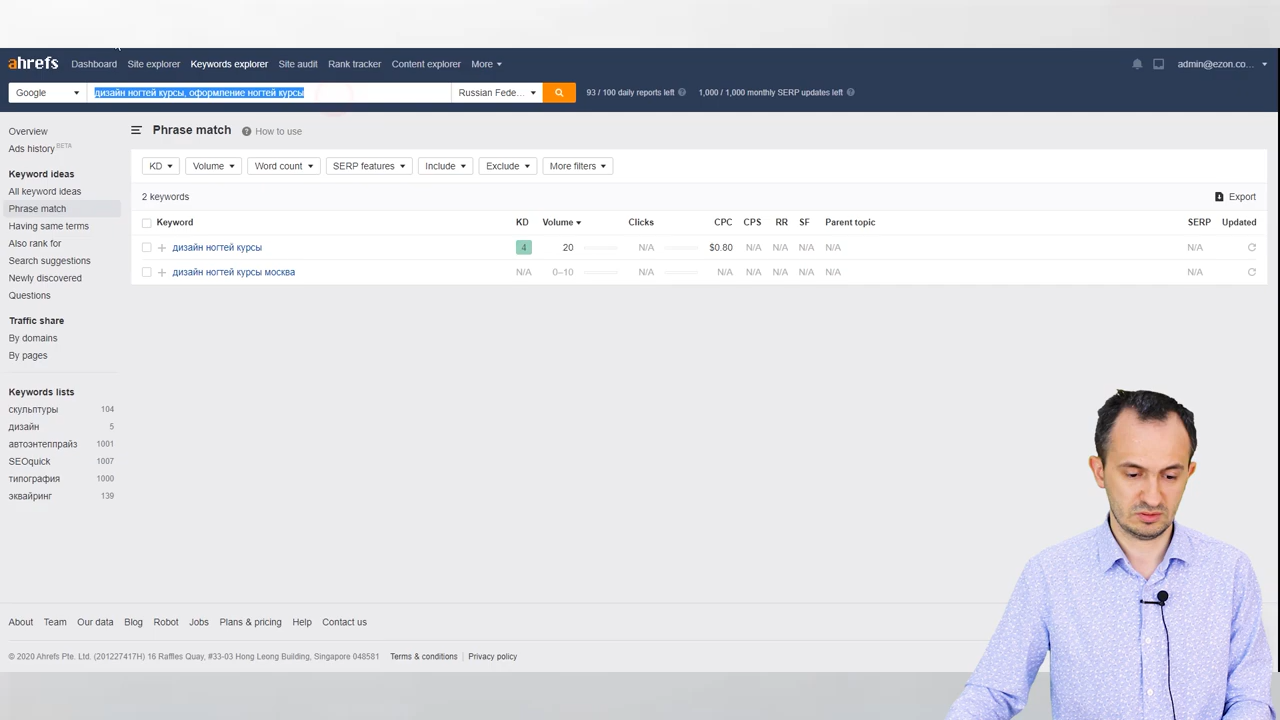 ahrefs Dashboard Site explorer Keywords explorer Site audit Rank tracker Content explorer More admin@ezon.co...
Google дизайн ногтей курсы, оформление ногтей курсы Russian Fede... 93 / 100 daily reports left ? 1,000 / 1,000 monthly SERP updates left ?
Overview
Ads history BETA
Keyword ideas
All keyword ideas
Phrase match
Having same terms
Also rank for
Search suggestions
Newly discovered
Questions
Traffic share
By domains
By pages
Keywords lists
скульптуры 104
дизайн 5
автоэнтеппрайз 1001
SEOquick 1007
типография 1000
эквайринг 139
Phrase match ? How to use
KD Volume Word count SERP features Include Exclude More filters
2 keywords Export
Keyword KD Volume Clicks CPC CPS RR SF Parent topic SERP Updated
дизайн ногтей курсы 4 20 N/A $0.80 N/A N/A N/A N/A N/A
дизайн ногтей курсы москва N/A 0–10 N/A N/A N/A N/A N/A N/A N/A
About Team Our data Blog Robot Jobs Plans & pricing Help Contact us
© 2020 Ahrefs Pte. Ltd. (201227417H) 16 Raffles Quay, #33-03 Hong Leong Building, Singapore 048581 Terms & conditions | Privacy policy